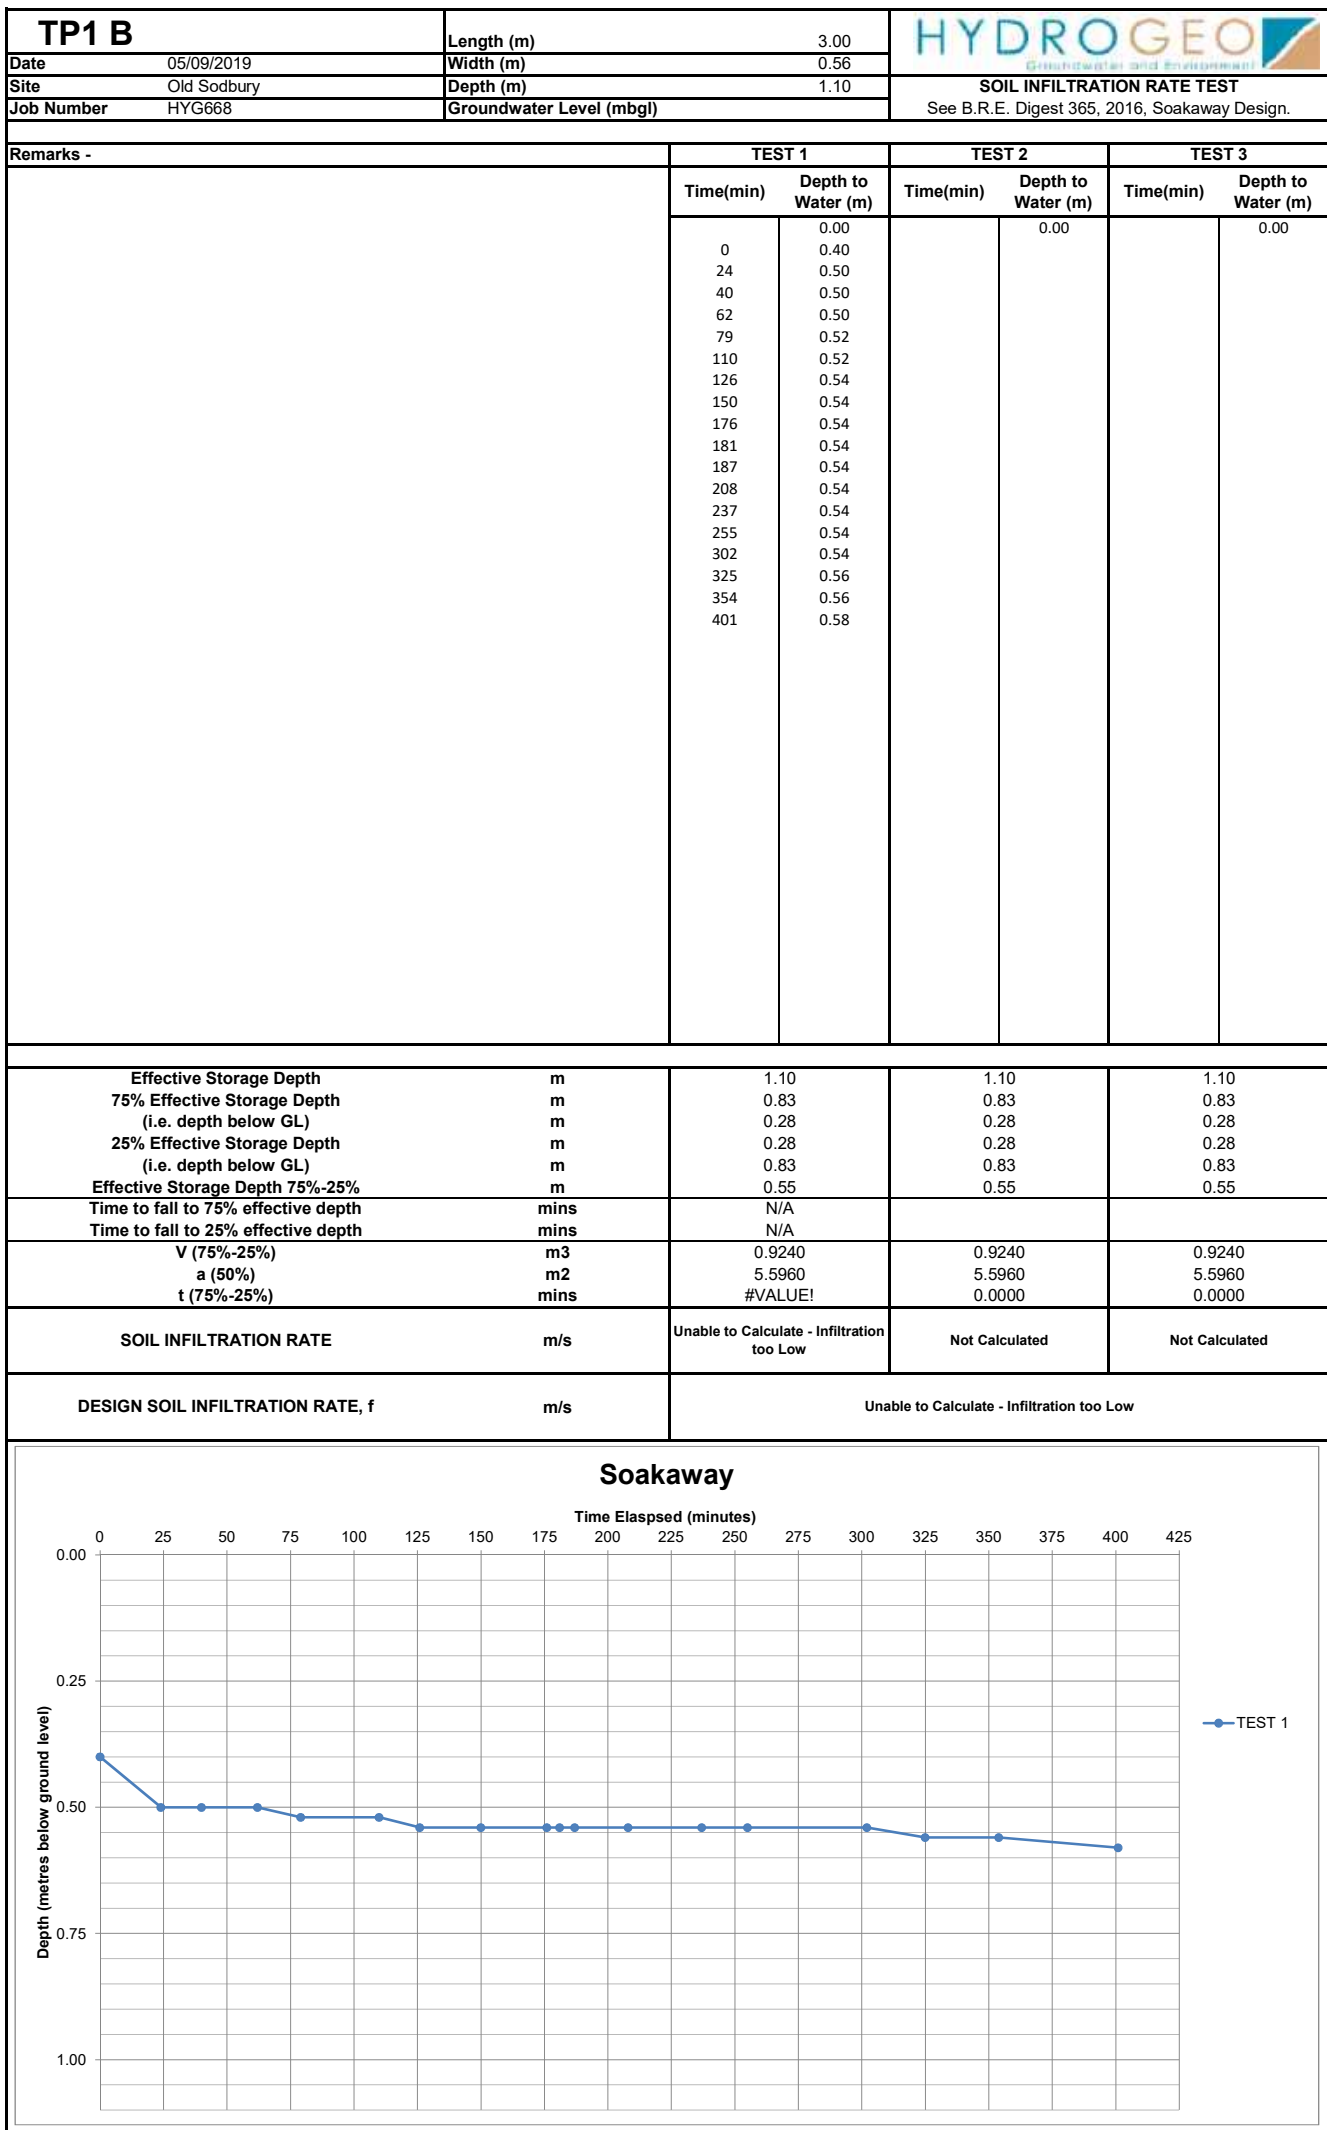 TP1 B
Length (m) 3.00
HYDROGEO
Groundwater and Environment
Date 05/09/2019 Width (m) 0.56
Site Old Sodbury Depth (m) 1.10 SOIL INFILTRATION RATE TEST
Job Number HYG668 Groundwater Level (mbgl) See B.R.E. Digest 365, 2016, Soakaway Design.
Remarks - TEST 1 TEST 2 TEST 3
Time(min) Depth to Water (m) Time(min) Depth to Water (m) Time(min) Depth to Water (m)
0.00 0.00 0.00
0 0.40
24 0.50
40 0.50
62 0.50
79 0.52
110 0.52
126 0.54
150 0.54
176 0.54
181 0.54
187 0.54
208 0.54
237 0.54
255 0.54
302 0.54
325 0.56
354 0.56
401 0.58
Effective Storage Depth m 1.10 1.10 1.10
75% Effective Storage Depth m 0.83 0.83 0.83
(i.e. depth below GL) m 0.28 0.28 0.28
25% Effective Storage Depth m 0.28 0.28 0.28
(i.e. depth below GL) m 0.83 0.83 0.83
Effective Storage Depth 75%-25% m 0.55 0.55 0.55
Time to fall to 75% effective depth mins N/A
Time to fall to 25% effective depth mins N/A
V (75%-25%) m3 0.9240 0.9240 0.9240
a (50%) m2 5.5960 5.5960 5.5960
t (75%-25%) mins #VALUE! 0.0000 0.0000
SOIL INFILTRATION RATE m/s Unable to Calculate - Infiltration too Low Not Calculated Not Calculated
DESIGN SOIL INFILTRATION RATE, f m/s Unable to Calculate - Infiltration too Low
Soakaway
Time Elaspsed (minutes)
0 25 50 75 100 125 150 175 200 225 250 275 300 325 350 375 400 425
0.00
0.25
0.50
0.75
1.00
Depth (metres below ground level)
TEST 1